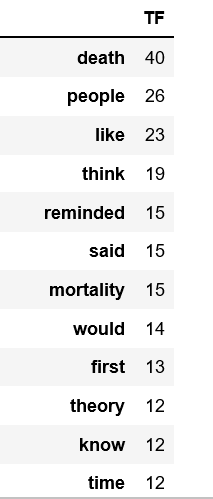 TF
death 40
people 26
like 23
think 19
reminded 15
said 15
mortality 15
would 14
first 13
theory 12
know 12
time 12